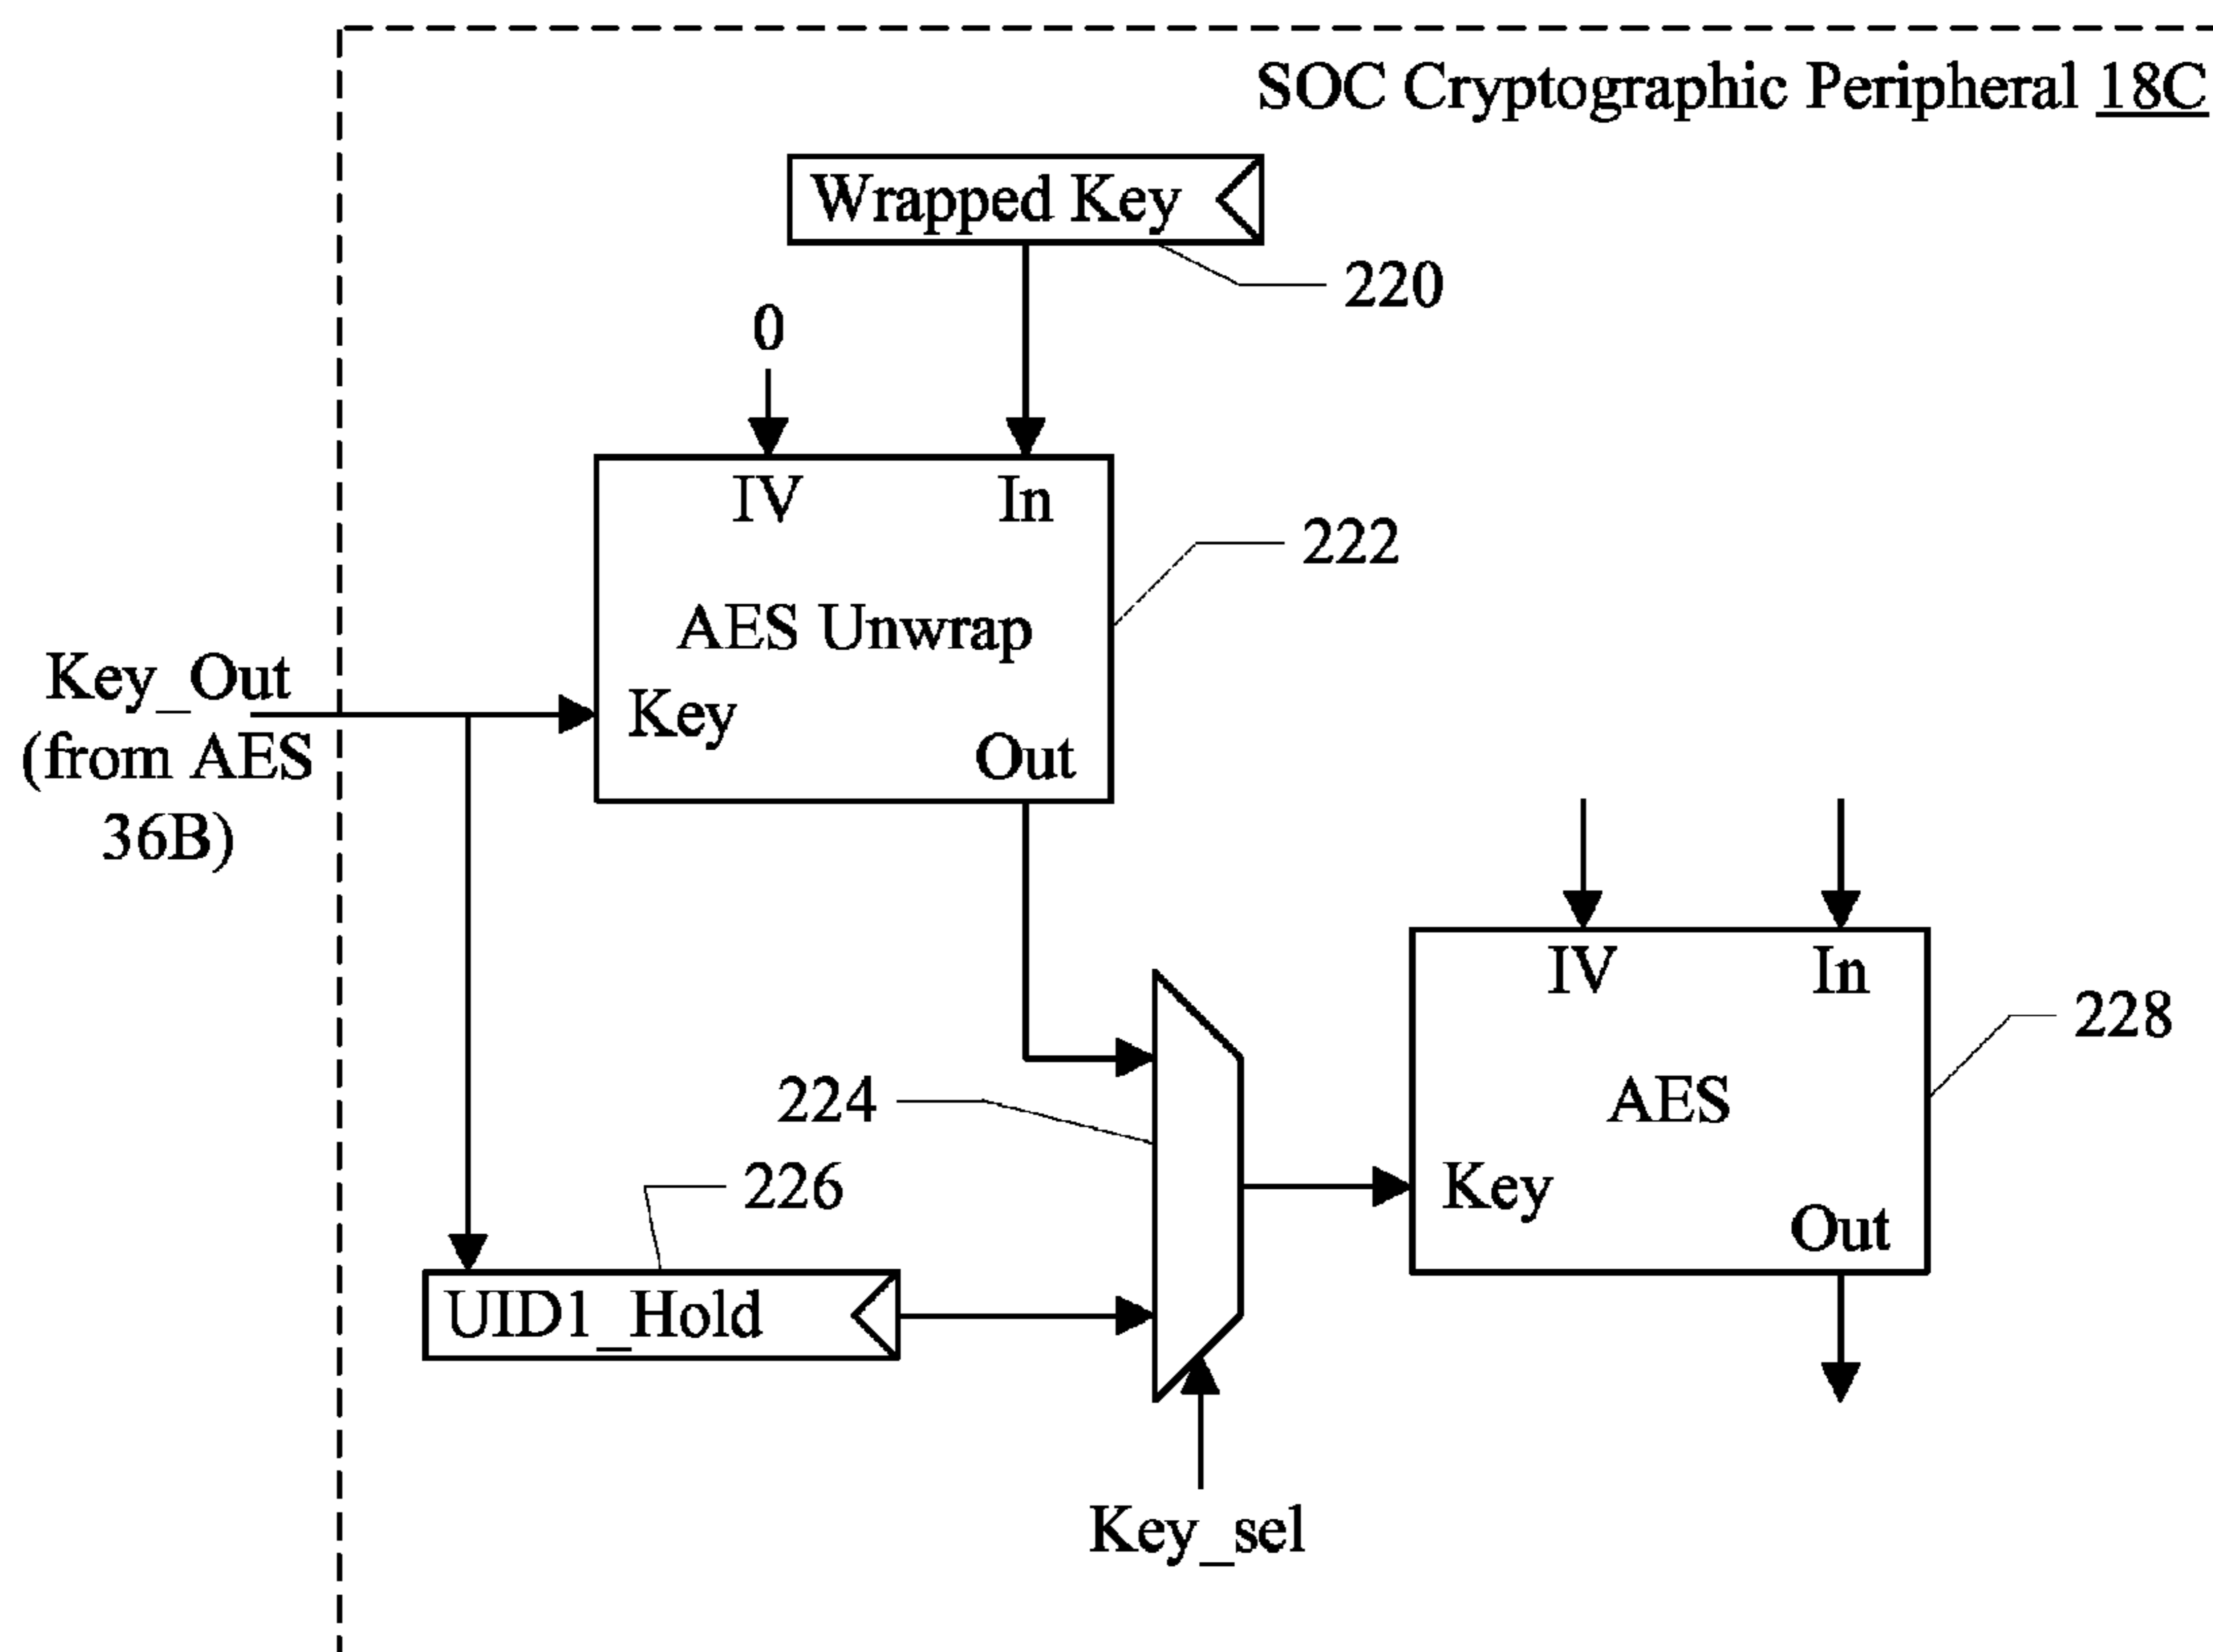 SOC Cryptographic Peripheral 18C
Wrapped Key
220
0
IV In
222
AES Unwrap
Key_Out
(from AES
36B)
Key
Out
IV In
228
224
AES
226
Key
Out
UID1_Hold
Key_sel